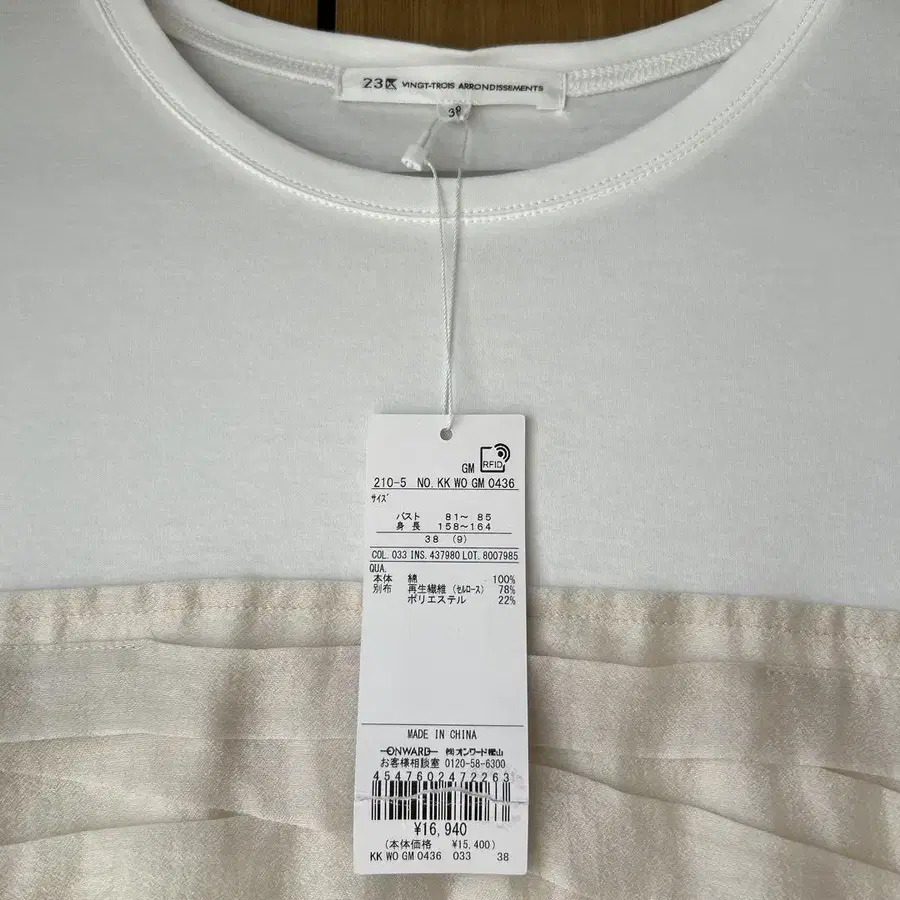 23区 VINGT-TROIS ARRONDISSEMENTS
38
GM RFID
210-5 NO. KK WO GM 0436
サイズ
バスト 81～ 85
身長 158～164
38 (9)
COL. 033 INS. 437980 LOT. 8007985
QUA.
本体 綿 100%
別布 再生繊維（ｾﾙﾛｰｽ） 78%
ポリエステル 22%
MADE IN CHINA
ONWARD ㈱オンワード樫山
お客様相談室 0120-58-6300
4547602472263
¥16,940
(本体価格 ¥15,400)
KK WO GM 0436 033 38